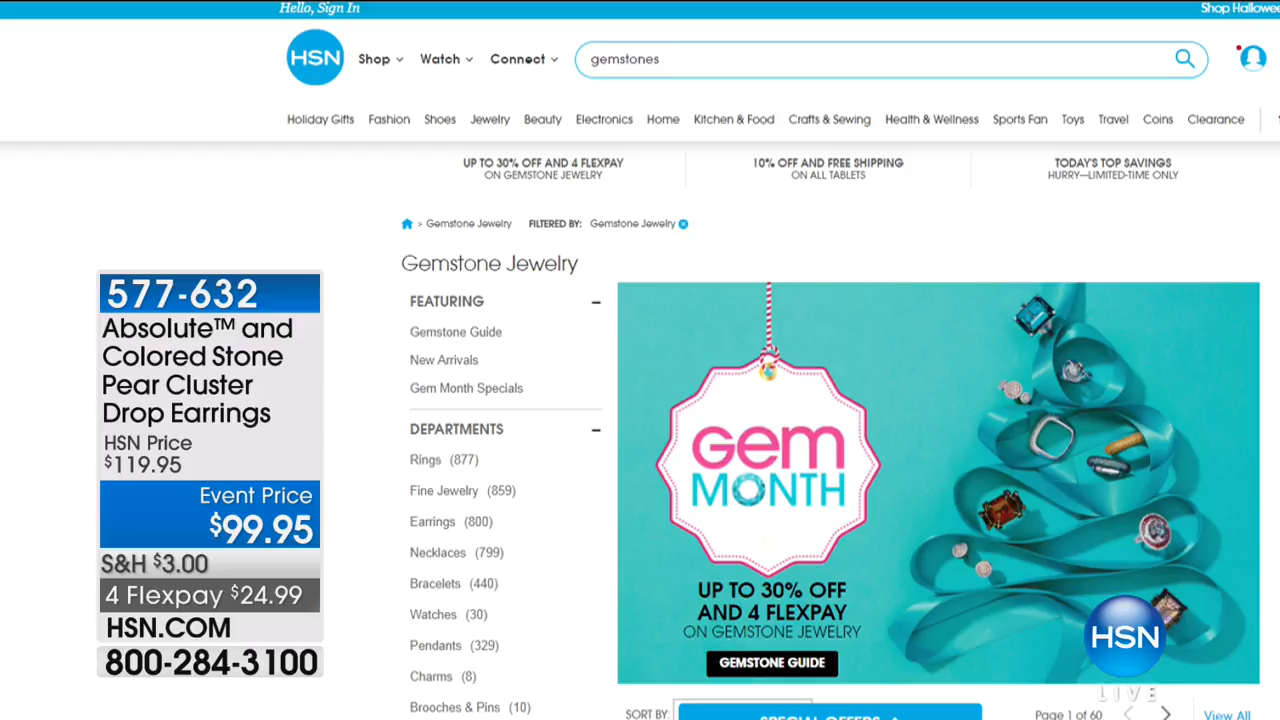 Hello, Sign In
HSN
Shop
Watch
Connect
gemstones
Holiday Gifts
Fashion
Shoes
Jewelry
Beauty
Electronics
Home
Kitchen & Food
Crafts & Sewing
Health & Wellness
Sports Fan
Toys
Travel
Coins
Clearance
UP TO 30% OFF AND 4 FLEXPAY
ON GEMSTONE JEWELRY
10% OFF AND FREE SHIPPING
ON ALL TABLETS
TODAY'S TOP SAVINGS
HURRY—LIMITED-TIME ONLY
> Gemstone Jewelry FILTERED BY: Gemstone Jewelry
Gemstone Jewelry
FEATURING
Gemstone Guide
New Arrivals
Gem Month Specials
DEPARTMENTS
Rings (877)
Fine Jewelry (859)
Earrings (800)
Necklaces (799)
Bracelets (440)
Watches (30)
Pendants (329)
Charms (8)
Brooches & Pins (10)
577-632
Absolute™ and
Colored Stone
Pear Cluster
Drop Earrings
HSN Price
$119.95
Event Price
$99.95
S&H $3.00
4 Flexpay $24.99
HSN.COM
800-284-3100
Gem
MONTH
UP TO 30% OFF
AND 4 FLEXPAY
ON GEMSTONE JEWELRY
GEMSTONE GUIDE
HSN
LIVE
SORT BY:
SPECIAL OFFERS
Page 1 of 60
View All